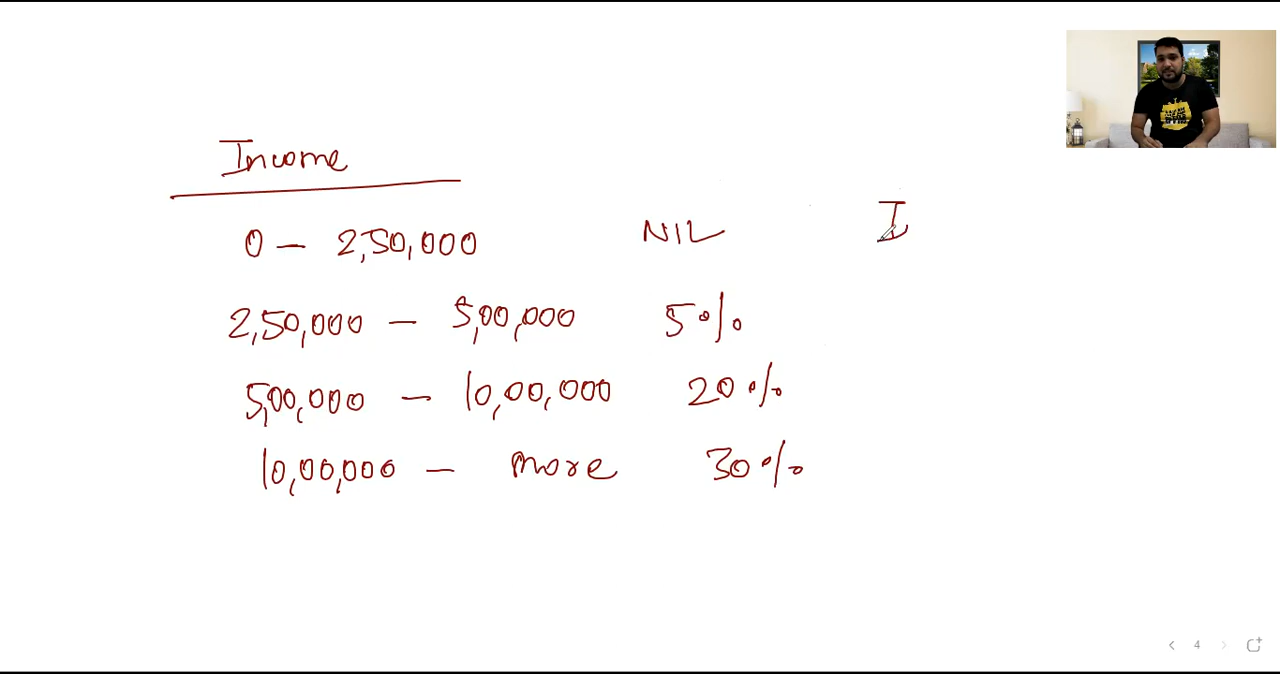 Income
0 – 2,50,000 NIL I
2,50,000 – 5,00,000 5%
5,00,000 – 10,00,000 20%
10,00,000 – more 30%
4